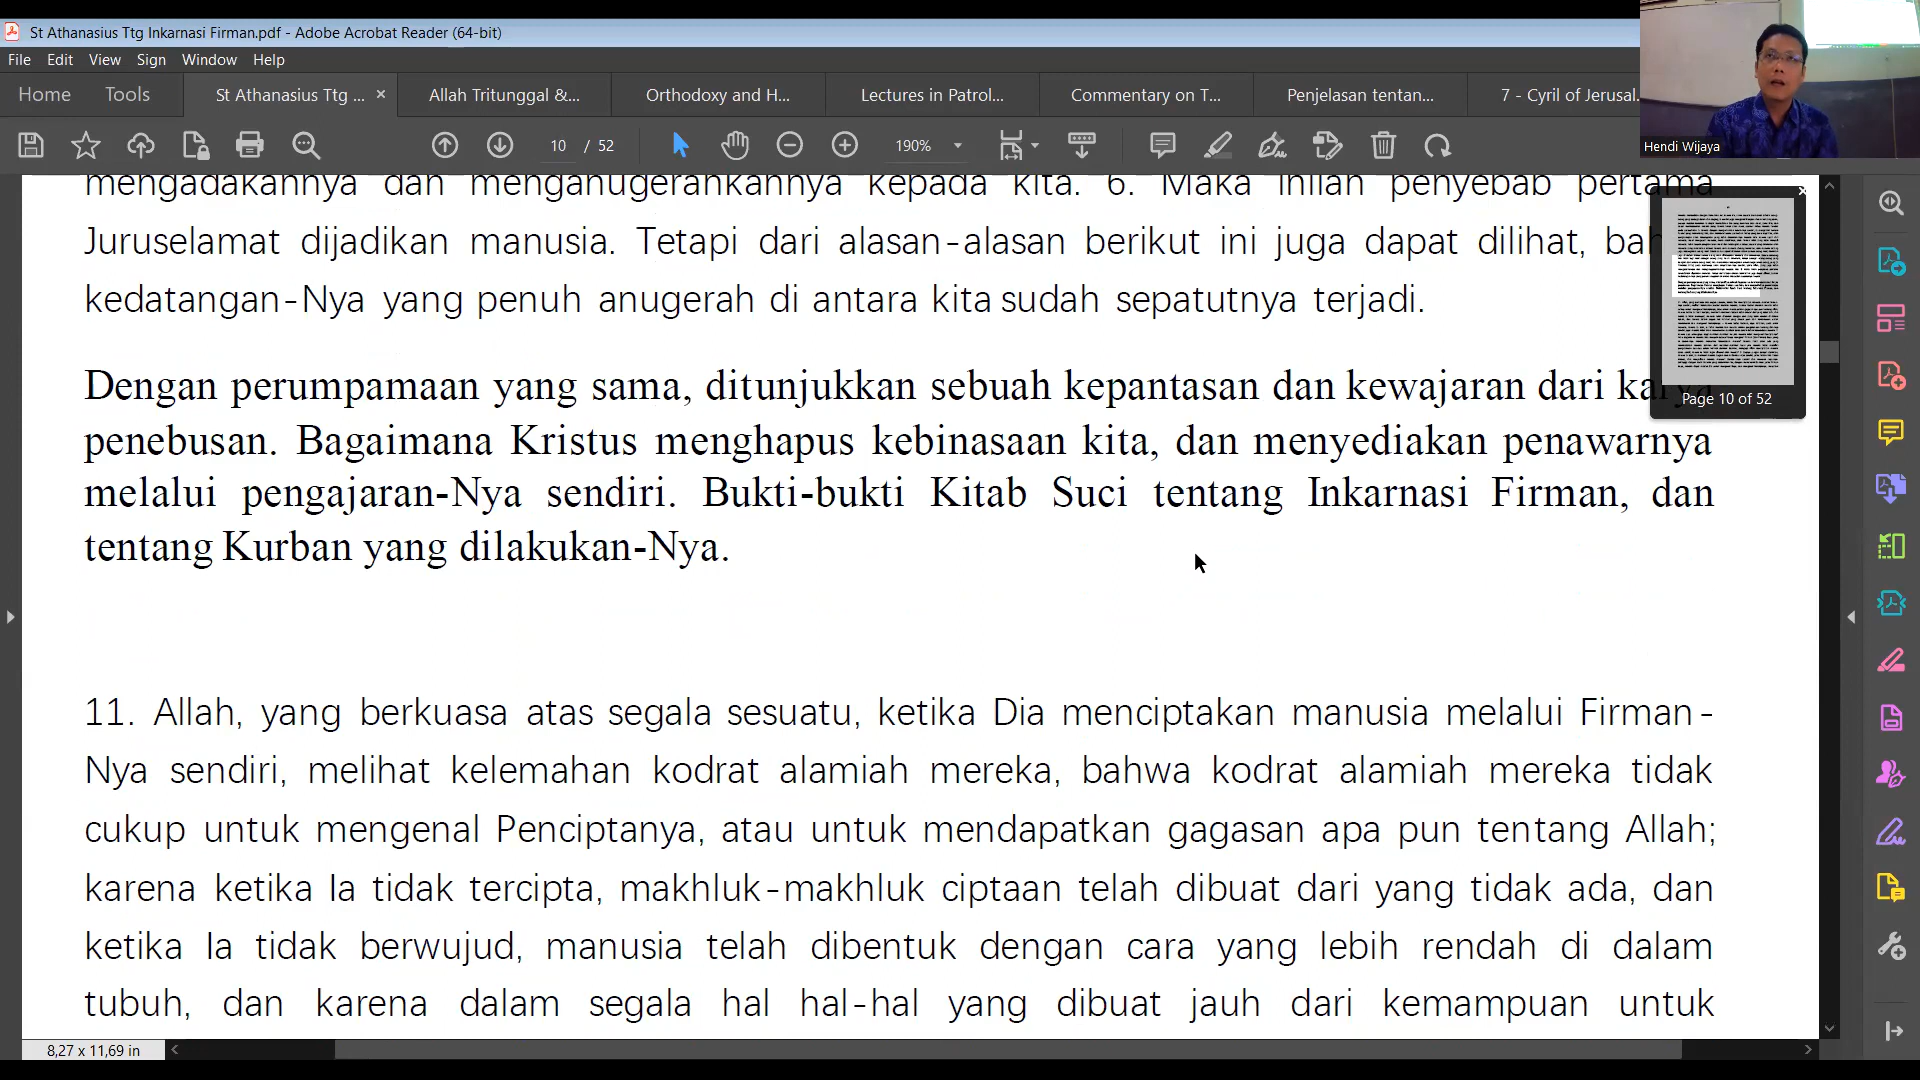 St Athanasius Ttg Inkarnasi Firman.pdf - Adobe Acrobat Reader (64-bit)
File Edit View Sign Window Help
Home Tools St Athanasius Ttg ... × Allah Tritunggal &... Orthodoxy and H... Lectures in Patrol... Commentary on T... Penjelasan tentan... 7 - Cyril of Jerusal.
10 / 52 190%
Hendi Wijaya
mengadakannya dan menganugerahkannya kepada kita. 6. Maka inilah penyebab pertama
Juruselamat dijadikan manusia. Tetapi dari alasan-alasan berikut ini juga dapat dilihat,
kedatangan-Nya yang penuh anugerah di antara kita sudah sepatutnya terjadi.
Page 10 of 52
Dengan perumpamaan yang sama, ditunjukkan sebuah kepantasan dan kewajaran dari karya
penebusan. Bagaimana Kristus menghapus kebinasaan kita, dan menyediakan penawarnya
melalui pengajaran-Nya sendiri. Bukti-bukti Kitab Suci tentang Inkarnasi Firman, dan
tentang Kurban yang dilakukan-Nya.
11. Allah, yang berkuasa atas segala sesuatu, ketika Dia menciptakan manusia melalui Firman-
Nya sendiri, melihat kelemahan kodrat alamiah mereka, bahwa kodrat alamiah mereka tidak
cukup untuk mengenal Penciptanya, atau untuk mendapatkan gagasan apa pun tentang Allah;
karena ketika Ia tidak tercipta, makhluk-makhluk ciptaan telah dibuat dari yang tidak ada, dan
ketika Ia tidak berwujud, manusia telah dibentuk dengan cara yang lebih rendah di dalam
tubuh, dan karena dalam segala hal hal-hal yang dibuat jauh dari kemampuan untuk
8,27 x 11,69 in